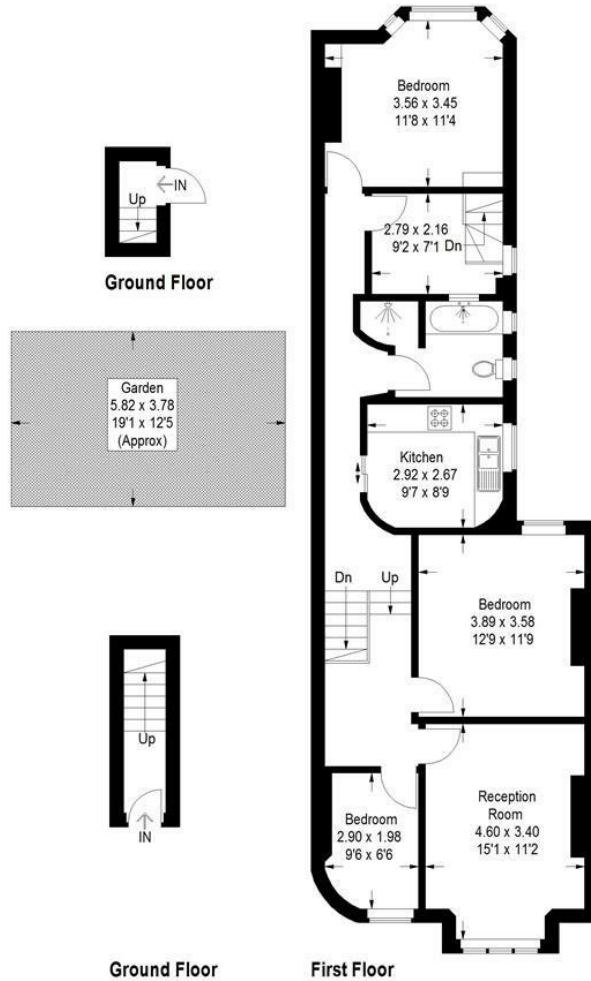 Bedroom
3.56 x 3.45
11'8 x 11'4
IN
Up
Ground Floor
2.79 x 2.16
9'2 x 7'1
Dn
Garden
5.82 x 3.78
19'1 x 12'5
(Approx)
Kitchen
2.92 x 2.67
9'7 x 8'9
Dn
Up
Bedroom
3.89 x 3.58
12'9 x 11'9
Up
IN
Bedroom
2.90 x 1.98
9'6 x 6'6
Reception
Room
4.60 x 3.40
15'1 x 11'2
Ground Floor
First Floor